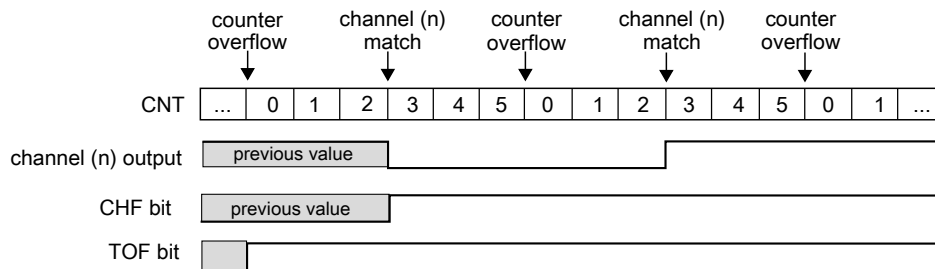 counter overflow
channel (n) match
counter overflow
channel (n) match
counter overflow
CNT ... 0 1 2 3 4 5 0 1 2 3 4 5 0 1 ...
channel (n) output previous value
CHF bit previous value
TOF bit